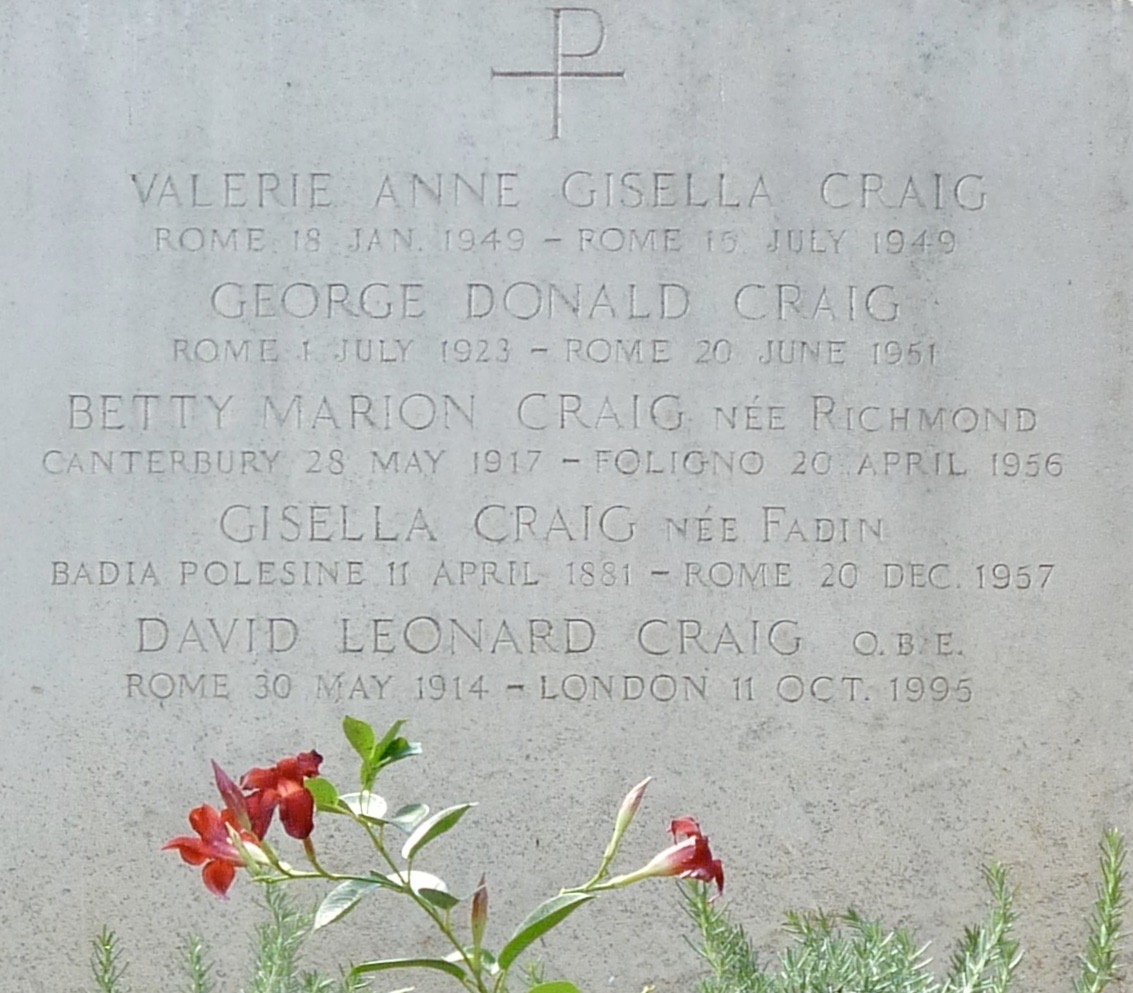 VALERIE ANNE GISELLA CRAIG
ROME 18 JAN. 1949 – ROME 15 JULY 1949
GEORGE DONALD CRAIG
ROME 1 JULY 1923 – ROME 20 JUNE 1951
BETTY MARION CRAIG NÉE RICHMOND
CANTERBURY 28 MAY 1917 – FOLIGNO 20 APRIL 1956
GISELLA CRAIG NÉE FADIN
BADIA POLESINE 11 APRIL 1881 – ROME 20 DEC. 1957
DAVID LEONARD CRAIG O.B.E.
ROME 30 MAY 1914 – LONDON 11 OCT. 1995